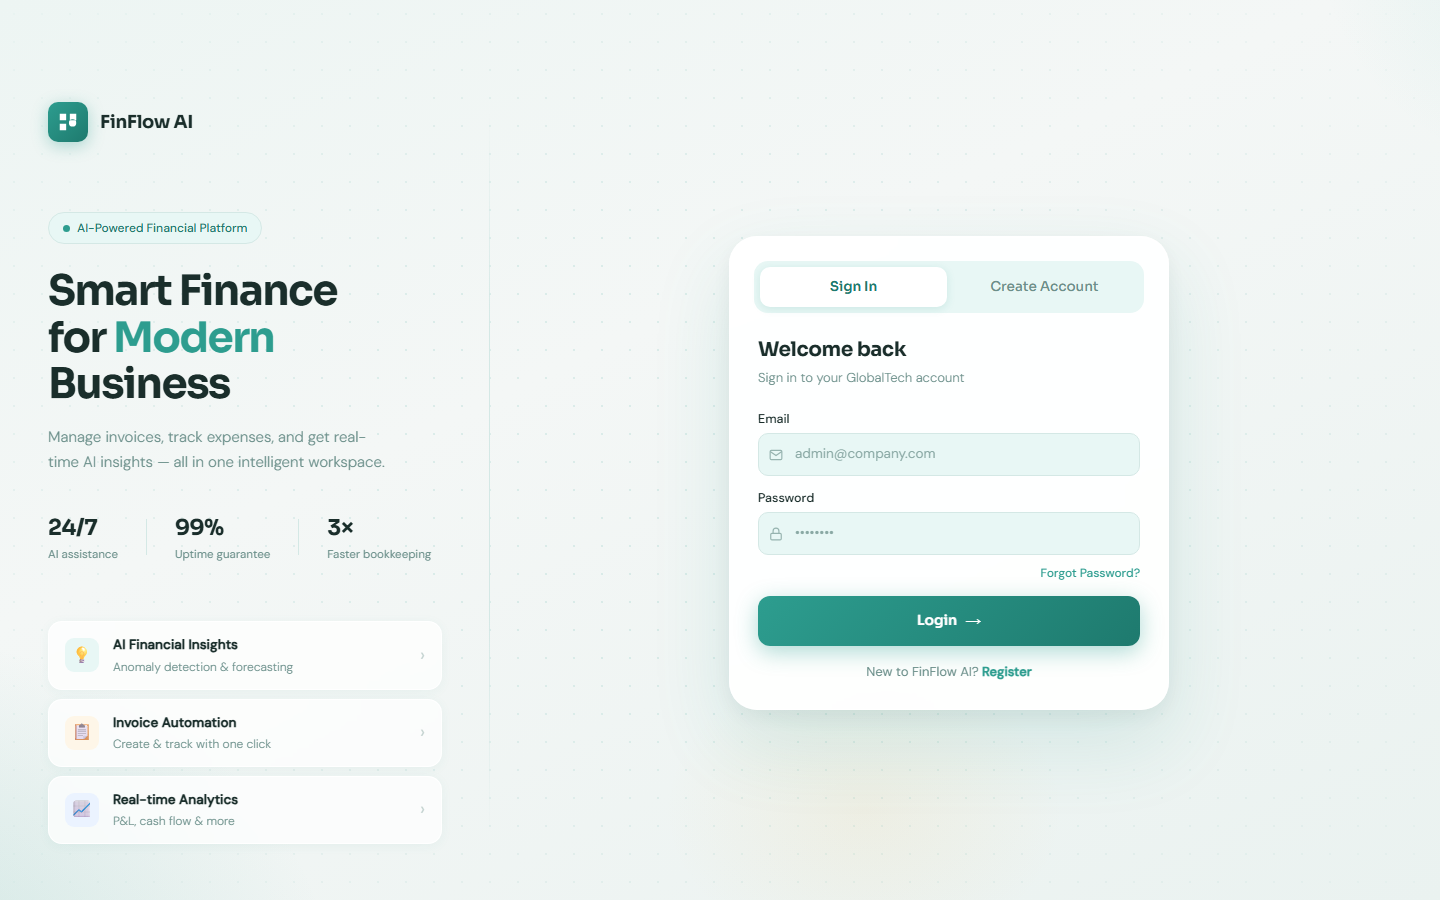 FinFlow AI
AI-Powered Financial Platform
Smart Finance
for Modern
Business
Manage invoices, track expenses, and get real-
time AI insights — all in one intelligent workspace.
24/7
AI assistance
99%
Uptime guarantee
3×
Faster bookkeeping
AI Financial Insights
Anomaly detection & forecasting
Invoice Automation
Create & track with one click
Real-time Analytics
P&L, cash flow & more
Sign In
Create Account
Welcome back
Sign in to your GlobalTech account
Email
admin@company.com
Password
••••••••
Forgot Password?
Login →
New to FinFlow AI? Register